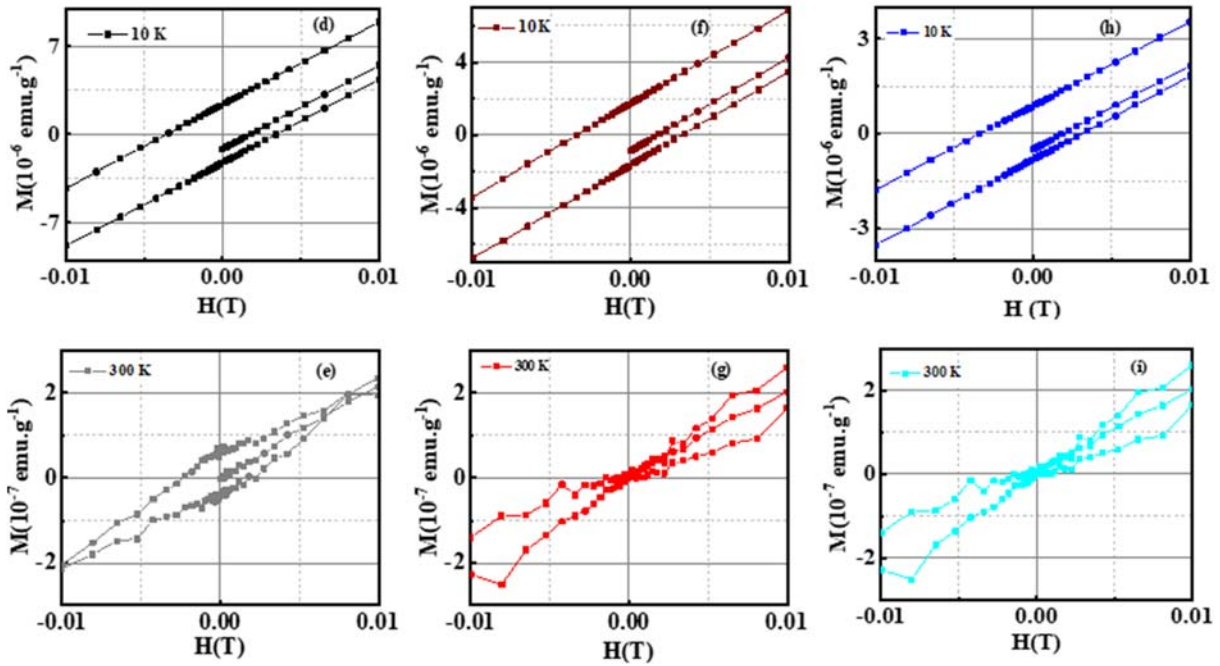 (d)
10 K
7
0
-7
M(10-6 emu.g-1)
-0.01 0.00 0.01
H(T)
(f)
10 K
4
0
-4
M(10-6 emu.g-1)
-0.01 0.00 0.01
H(T)
(h)
10 K
3
0
-3
M(10-6 emu.g-1)
-0.01 0.00 0.01
H (T)
(e)
300 K
2
0
-2
M(10-7 emu.g-1)
-0.01 0.00 0.01
H(T)
(g)
300 K
2
0
-2
M(10-7 emu.g-1)
-0.01 0.00 0.01
H(T)
(i)
300 K
2
0
-2
M(10-7 emu.g-1)
-0.01 0.00 0.01
H(T)